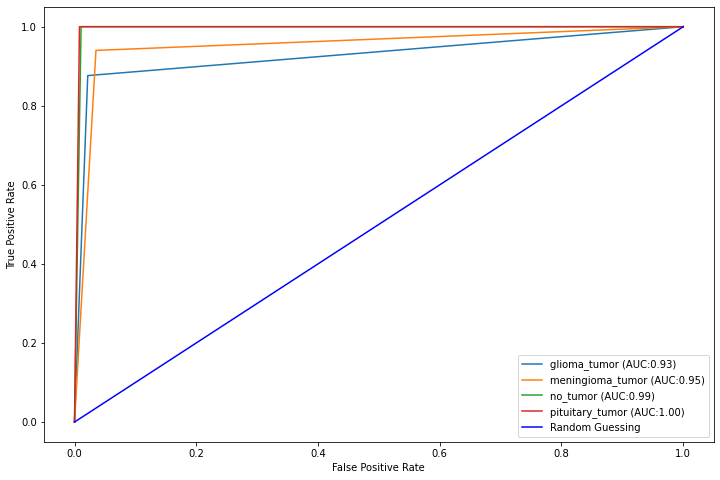 1.0
0.8
0.6
0.4
0.2
0.0
True Positive Rate
glioma_tumor (AUC:0.93)
meningioma_tumor (AUC:0.95)
no_tumor (AUC:0.99)
pituitary_tumor (AUC:1.00)
Random Guessing
0.0 0.2 0.4 0.6 0.8 1.0
False Positive Rate